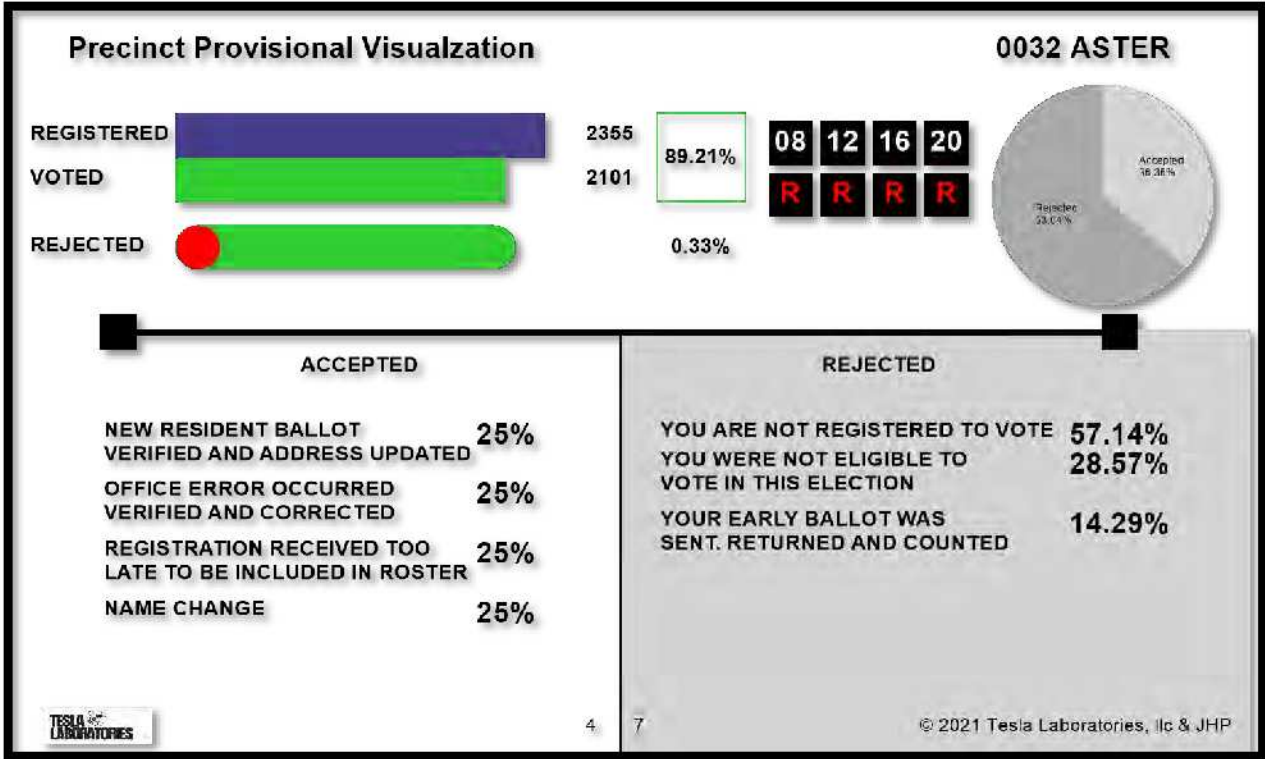 Precinct Provisional Visualzation
0032 ASTER
REGISTERED
2355
VOTED
2101
89.21%
08 12 16 20
R R R R
REJECTED
0.33%
Accepted
Rejected
ACCEPTED
NEW RESIDENT BALLOT
VERIFIED AND ADDRESS UPDATED
25%
OFFICE ERROR OCCURRED
VERIFIED AND CORRECTED
25%
REGISTRATION RECEIVED TOO
LATE TO BE INCLUDED IN ROSTER
25%
NAME CHANGE
25%
REJECTED
YOU ARE NOT REGISTERED TO VOTE
57.14%
YOU WERE NOT ELIGIBLE TO
VOTE IN THIS ELECTION
28.57%
YOUR EARLY BALLOT WAS
SENT. RETURNED AND COUNTED
14.29%
TESLA
LABORATORIES
4
7
© 2021 Tesla Laboratories, llc & JHP